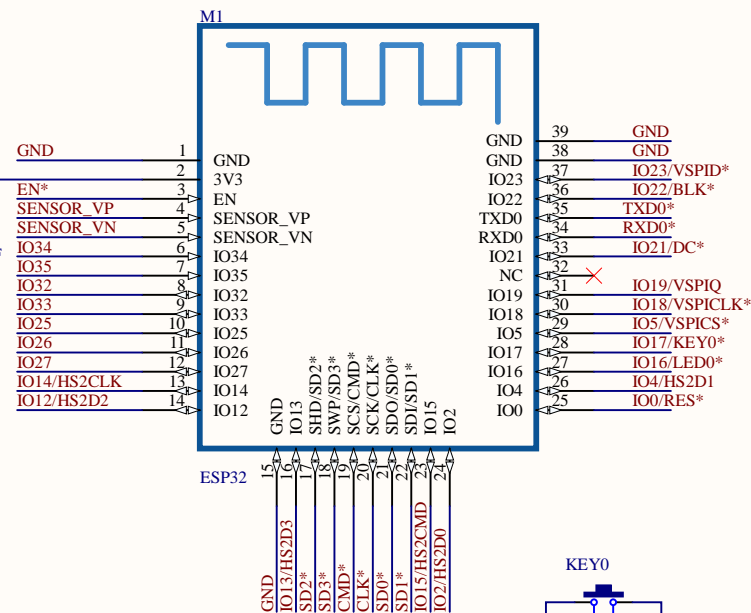 M1
GND 1 GND
2 3V3
EN* 3 EN
SENSOR_VP 4 SENSOR_VP
SENSOR_VN 5 SENSOR_VN
IO34 6 IO34
IO35 7 IO35
IO32 8 IO32
IO33 9 IO33
IO25 10 IO25
IO26 11 IO26
IO27 12 IO27
IO14/HS2CLK 13 IO14
IO12/HS2D2 14 IO12
GND 39 GND
GND 38 GND
IO23 37 IO23/VSPID*
IO22 36 IO22/BLK*
TXD0 35 TXD0*
RXD0 34 RXD0*
IO21 33 IO21/DC*
NC 32
IO19 31 IO19/VSPIQ
IO18 30 IO18/VSPICLK*
IO5 29 IO5/VSPICS*
IO17 28 IO17/KEY0*
IO16 27 IO16/LED0*
IO4 26 IO4/HS2D1
IO0 25 IO0/RES*
GND 15 GND
IO13 16 IO13/HS2D3
SHD/SD2* 17 SD2*
SWP/SD3* 18 SD3*
SCS/CMD* 19 CMD*
SCK/CLK* 20 CLK*
SDO/SD0* 21 SD0*
SDI/SD1* 22 SD1*
IO15 23 IO15/HS2CMD
IO2 24 IO2/HS2D0
ESP32
KEY0